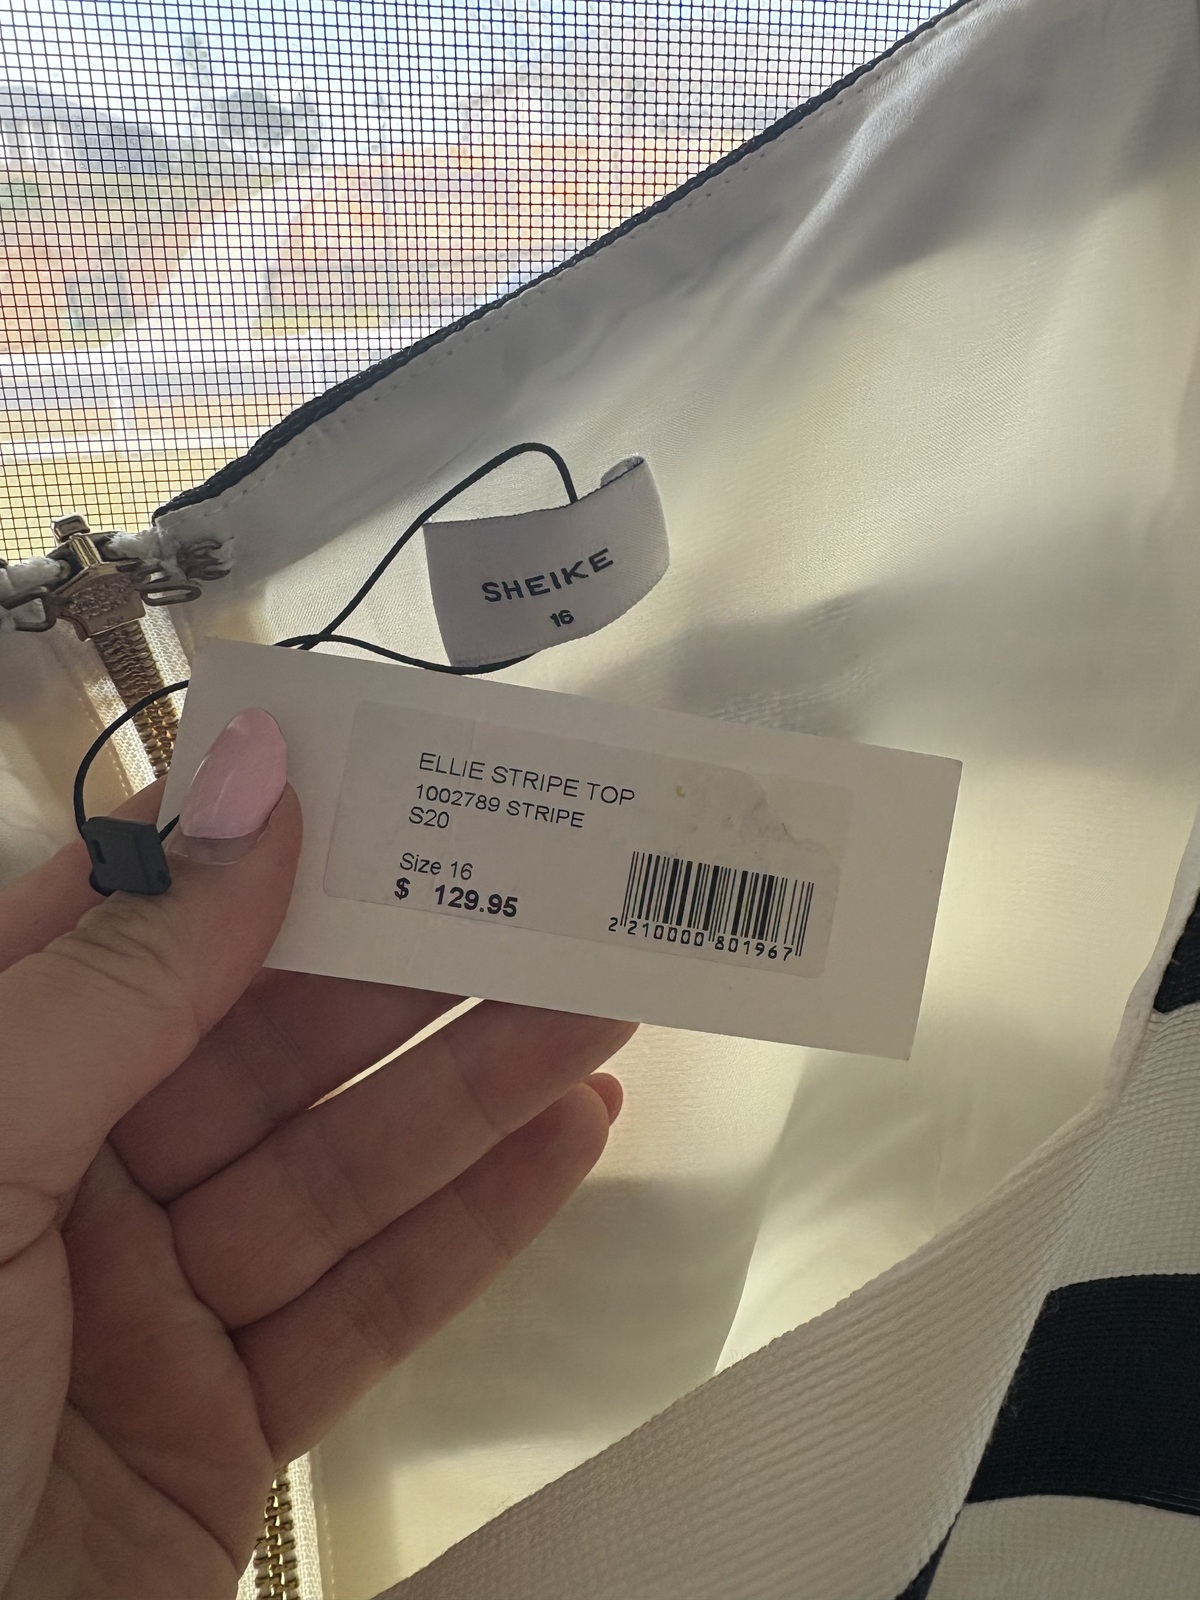 SHEIKE
16
ELLIE STRIPE TOP
1002789 STRIPE
S20
Size 16
$ 129.95
2 210000 801967